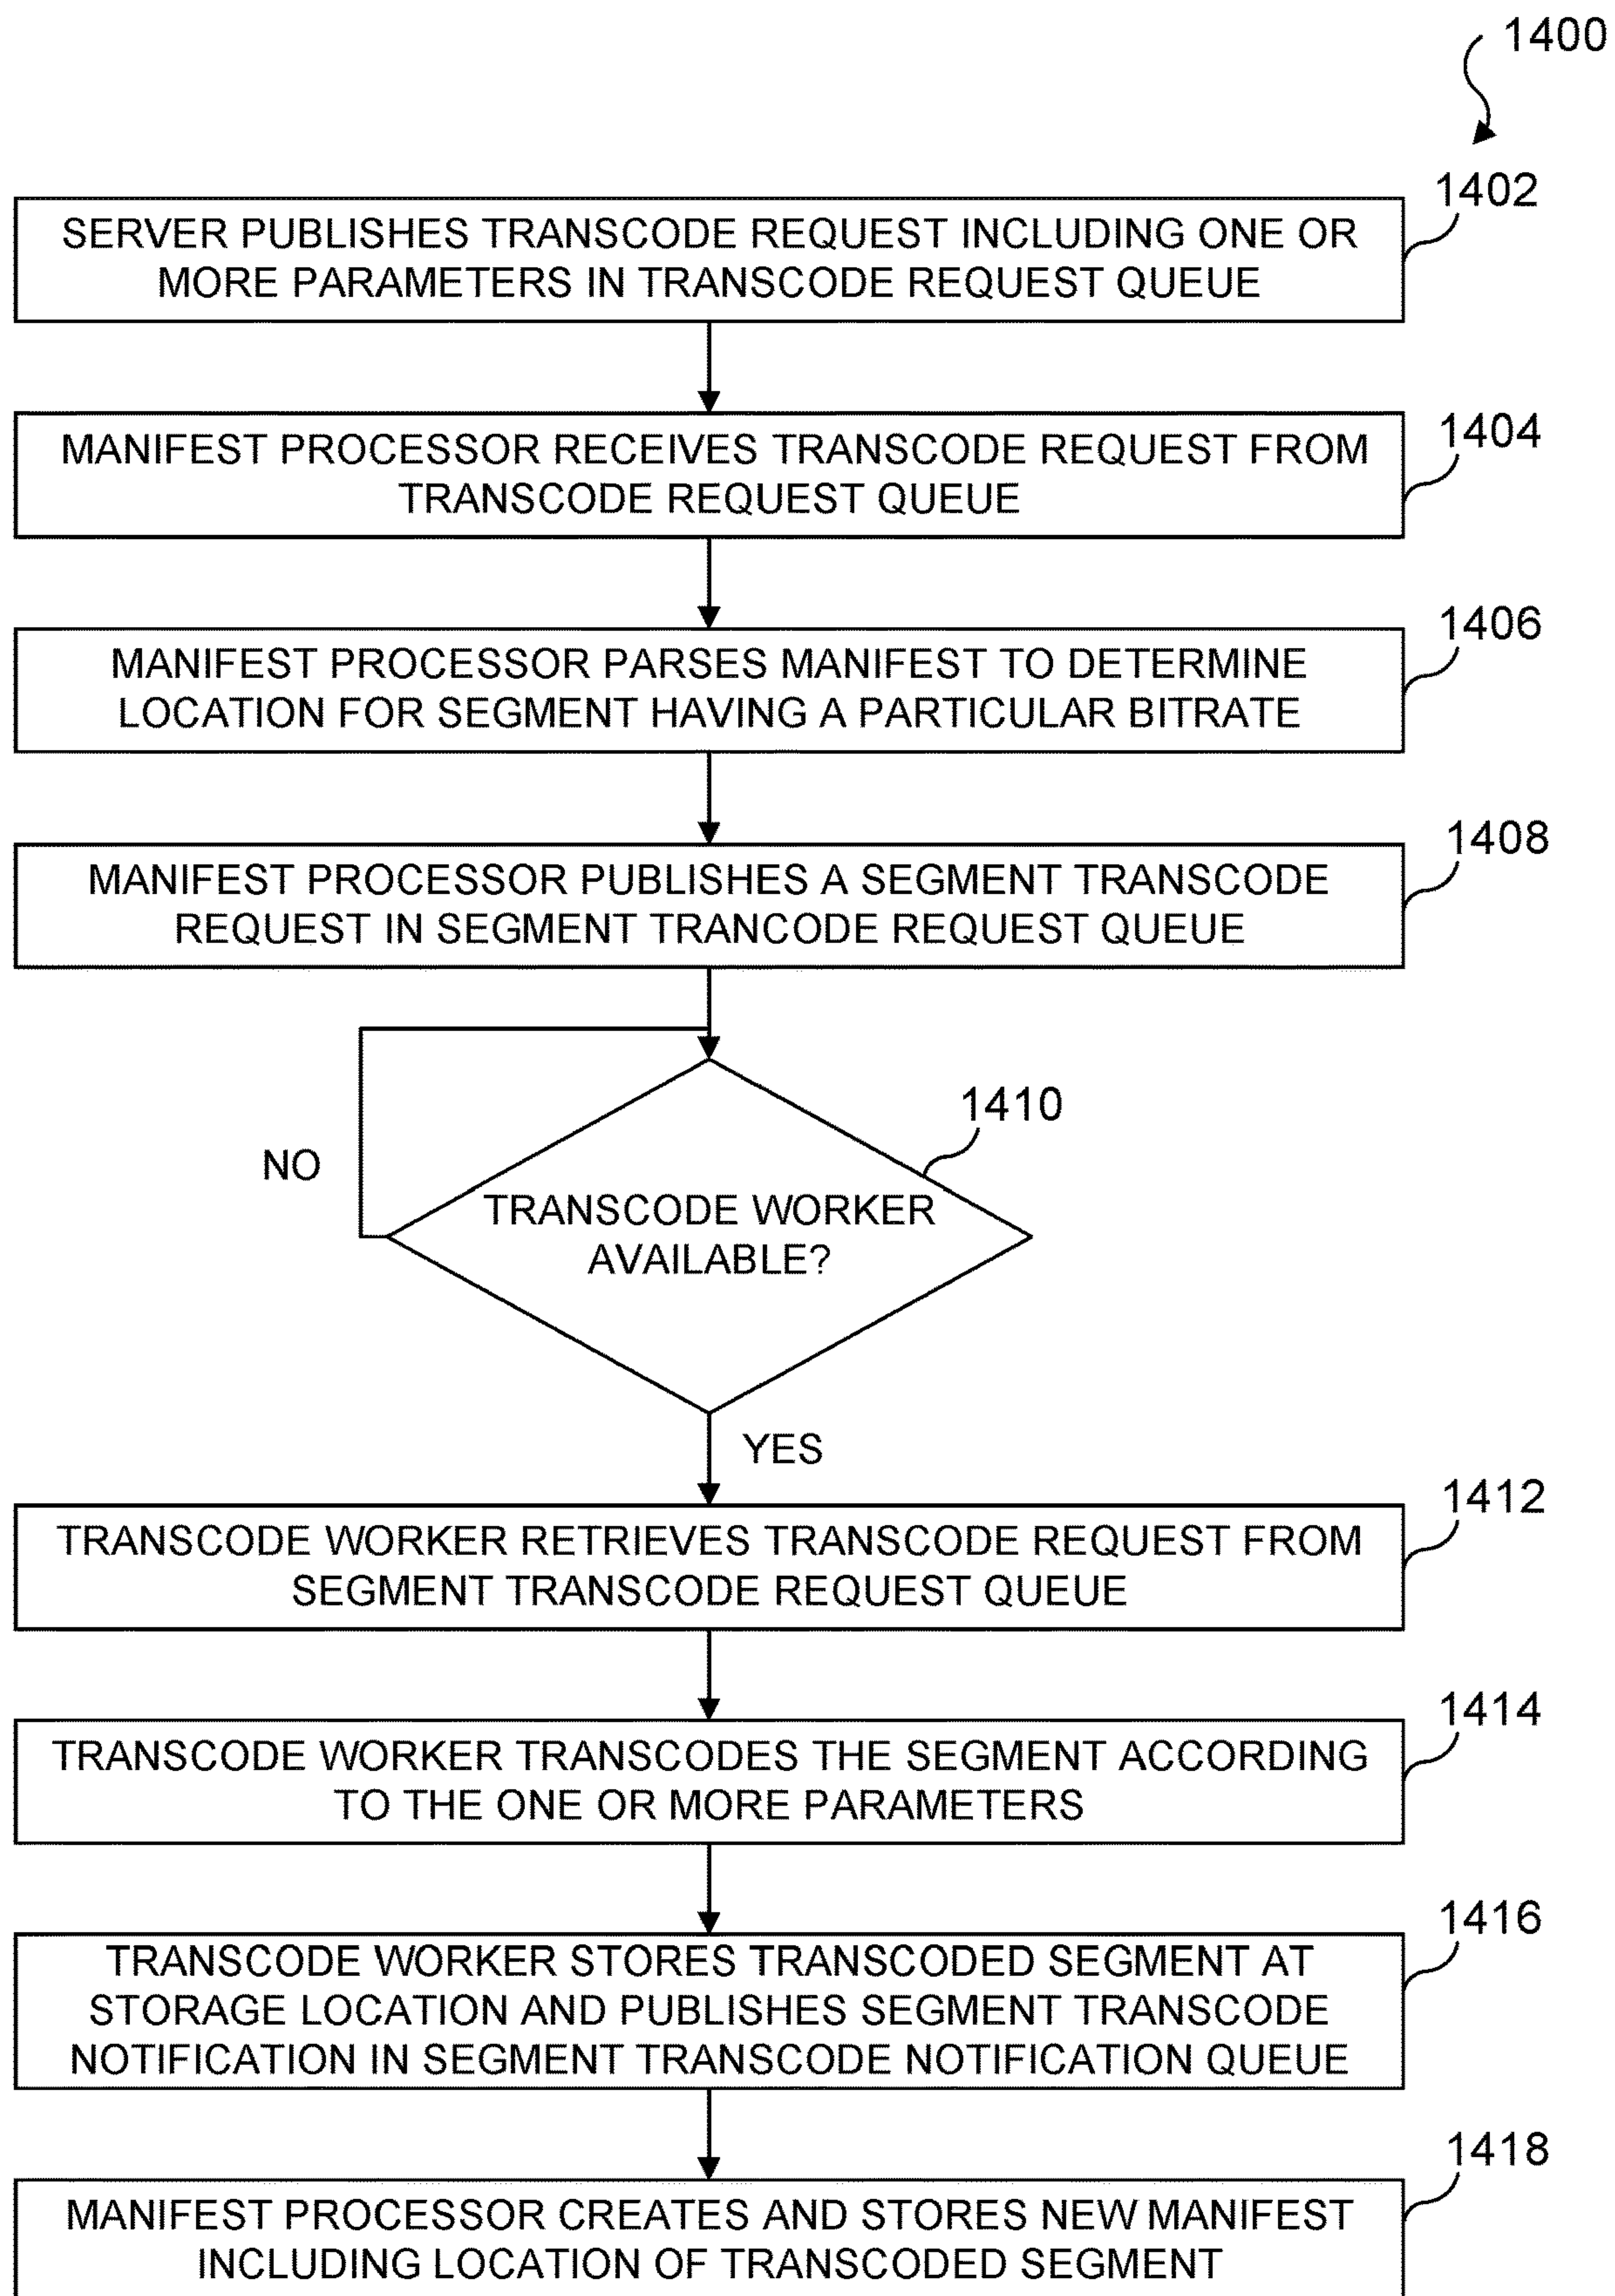 1400
1402
SERVER PUBLISHES TRANSCODE REQUEST INCLUDING ONE OR
MORE PARAMETERS IN TRANSCODE REQUEST QUEUE
1404
MANIFEST PROCESSOR RECEIVES TRANSCODE REQUEST FROM
TRANSCODE REQUEST QUEUE
1406
MANIFEST PROCESSOR PARSES MANIFEST TO DETERMINE
LOCATION FOR SEGMENT HAVING A PARTICULAR BITRATE
1408
MANIFEST PROCESSOR PUBLISHES A SEGMENT TRANSCODE
REQUEST IN SEGMENT TRANCODE REQUEST QUEUE
1410
NO
TRANSCODE WORKER
AVAILABLE?
YES
1412
TRANSCODE WORKER RETRIEVES TRANSCODE REQUEST FROM
SEGMENT TRANSCODE REQUEST QUEUE
1414
TRANSCODE WORKER TRANSCODES THE SEGMENT ACCORDING
TO THE ONE OR MORE PARAMETERS
1416
TRANSCODE WORKER STORES TRANSCODED SEGMENT AT
STORAGE LOCATION AND PUBLISHES SEGMENT TRANSCODE
NOTIFICATION IN SEGMENT TRANSCODE NOTIFICATION QUEUE
1418
MANIFEST PROCESSOR CREATES AND STORES NEW MANIFEST
INCLUDING LOCATION OF TRANSCODED SEGMENT